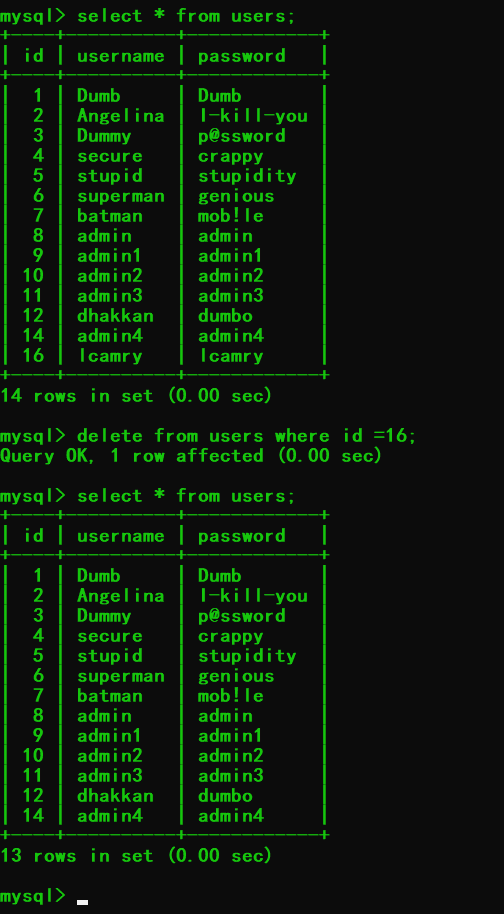 mysql> select * from users;
+----+----------+------------+
| id | username | password   |
+----+----------+------------+
|  1 | Dumb     | Dumb       |
|  2 | Angelina | I-kill-you |
|  3 | Dummy    | p@ssword   |
|  4 | secure   | crappy     |
|  5 | stupid   | stupidity  |
|  6 | superman | genious    |
|  7 | batman   | mob!le     |
|  8 | admin    | admin      |
|  9 | admin1   | admin1     |
| 10 | admin2   | admin2     |
| 11 | admin3   | admin3     |
| 12 | dhakkan  | dumbo      |
| 14 | admin4   | admin4     |
| 16 | lcamry   | lcamry     |
+----+----------+------------+
14 rows in set (0.00 sec)
mysql> delete from users where id =16;
Query OK, 1 row affected (0.00 sec)
mysql> select * from users;
+----+----------+------------+
| id | username | password   |
+----+----------+------------+
|  1 | Dumb     | Dumb       |
|  2 | Angelina | I-kill-you |
|  3 | Dummy    | p@ssword   |
|  4 | secure   | crappy     |
|  5 | stupid   | stupidity  |
|  6 | superman | genious    |
|  7 | batman   | mob!le     |
|  8 | admin    | admin      |
|  9 | admin1   | admin1     |
| 10 | admin2   | admin2     |
| 11 | admin3   | admin3     |
| 12 | dhakkan  | dumbo      |
| 14 | admin4   | admin4     |
+----+----------+------------+
13 rows in set (0.00 sec)
mysql>